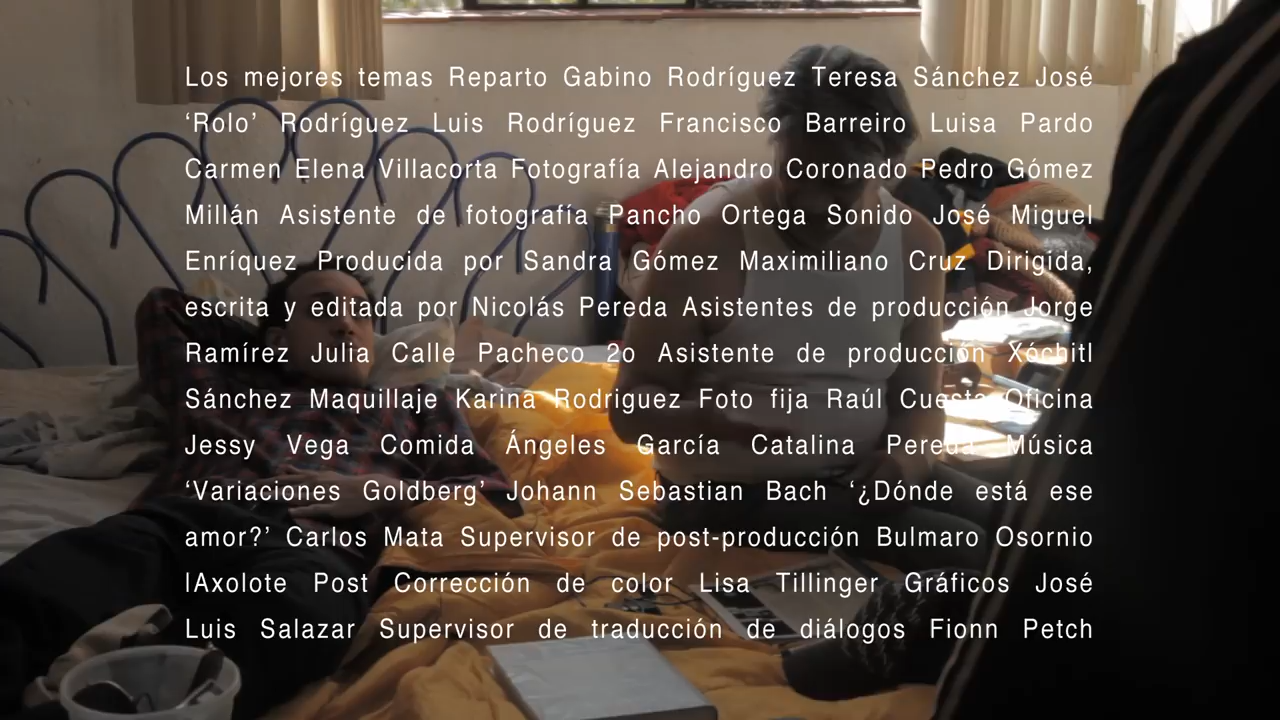 Los mejores temas Reparto Gabino Rodríguez Teresa Sánchez José
‘Rolo’ Rodríguez Luis Rodríguez Francisco Barreiro Luisa Pardo
Carmen Elena Villacorta Fotografía Alejandro Coronado Pedro Gómez
Millán Asistente de fotografía Pancho Ortega Sonido José Miguel
Enríquez Producida por Sandra Gómez Maximiliano Cruz Dirigida,
escrita y editada por Nicolás Pereda Asistentes de producción Jorge
Ramírez Julia Calle Pacheco 2o Asistente de producción Xóchitl
Sánchez Maquillaje Karina Rodriguez Foto fija Raúl Cuesta Oficina
Jessy Vega Comida Ángeles García Catalina Pereda Música
‘Variaciones Goldberg’ Johann Sebastian Bach ‘¿Dónde está ese
amor?’ Carlos Mata Supervisor de post-producción Bulmaro Osornio
lAxolote Post Corrección de color Lisa Tillinger Gráficos José
Luis Salazar Supervisor de traducción de diálogos Fionn Petch